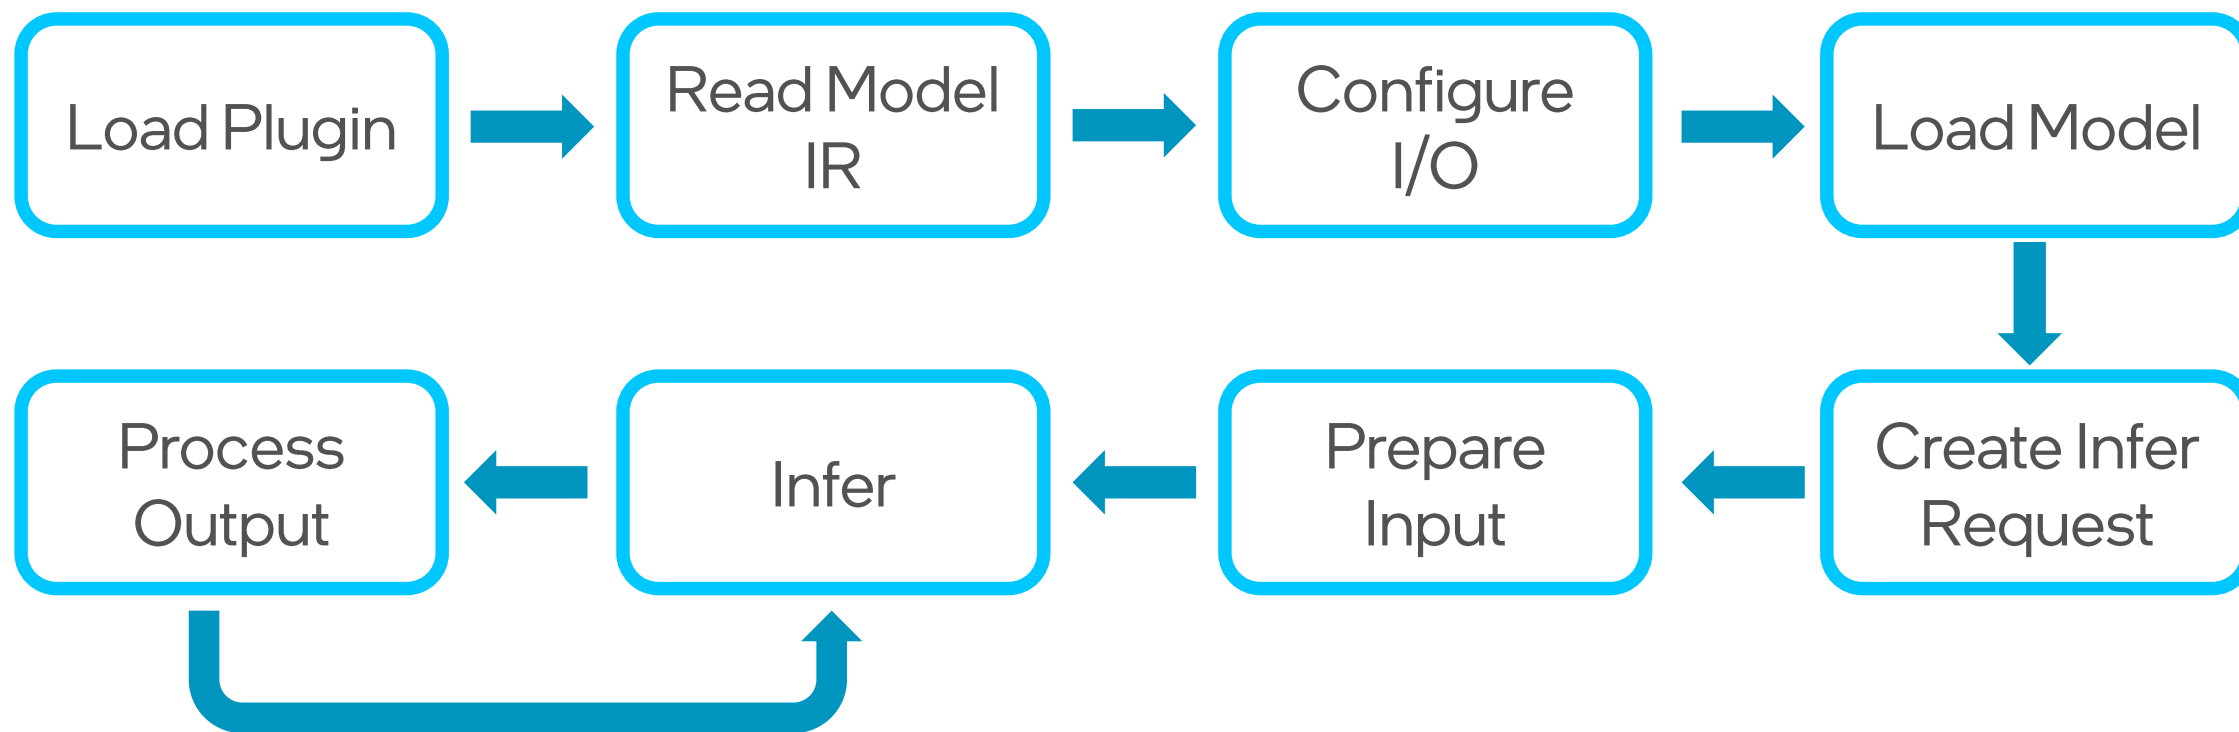 Load Plugin
Read Model
IR
Configure
I/O
Load Model
Process
Output
Infer
Prepare
Input
Create Infer
Request